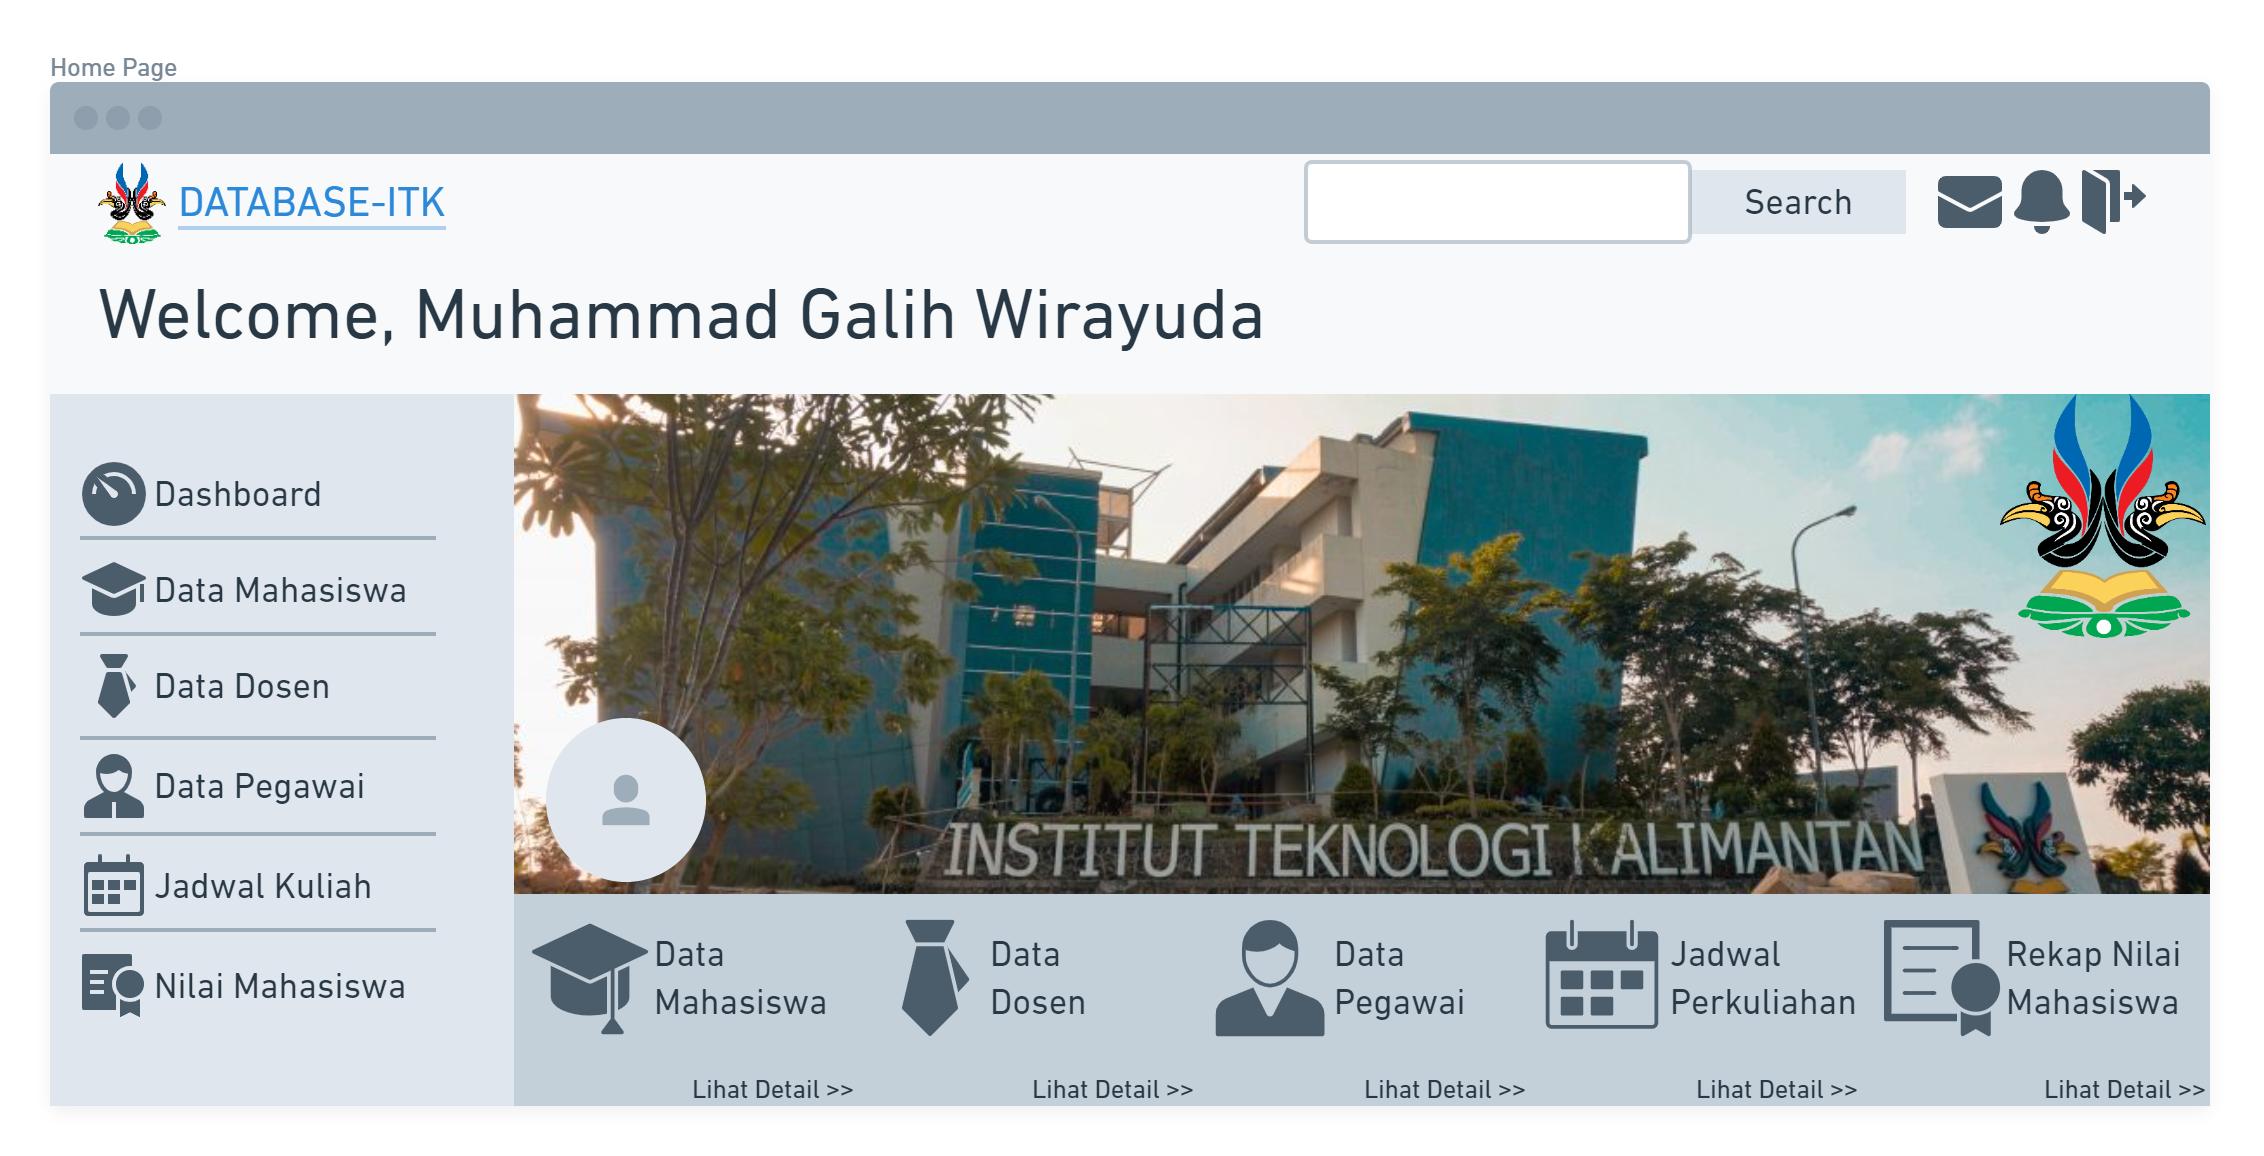 Home Page
DATABASE-ITK
Search
Welcome, Muhammad Galih Wirayuda
Dashboard
Data Mahasiswa
Data Dosen
Data Pegawai
Jadwal Kuliah
Nilai Mahasiswa
INSTITUT TEKNOLOGI KALIMANTAN
Data
Mahasiswa
Lihat Detail >>
Data
Dosen
Lihat Detail >>
Data
Pegawai
Lihat Detail >>
Jadwal
Perkuliahan
Lihat Detail >>
Rekap Nilai
Mahasiswa
Lihat Detail >>